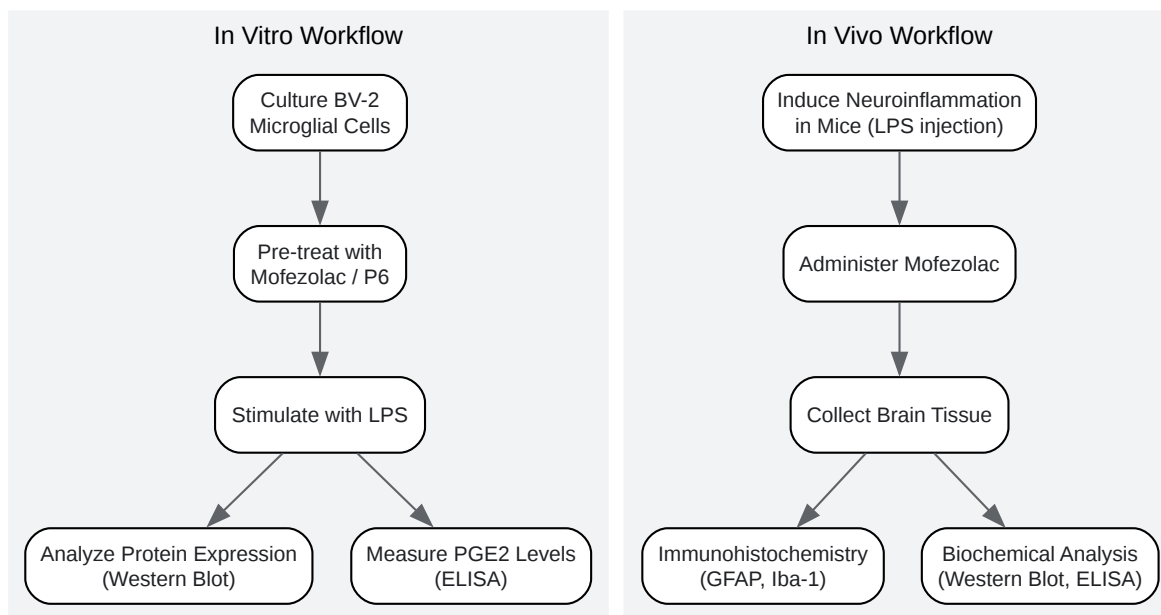 In Vitro Workflow
Culture BV-2
Microglial Cells
Pre-treat with
Mofezolac / P6
Stimulate with LPS
Analyze Protein Expression
(Western Blot)
Measure PGE2 Levels
(ELISA)
In Vivo Workflow
Induce Neuroinflammation
in Mice (LPS injection)
Administer Mofezolac
Collect Brain Tissue
Immunohistochemistry
(GFAP, Iba-1)
Biochemical Analysis
(Western Blot, ELISA)